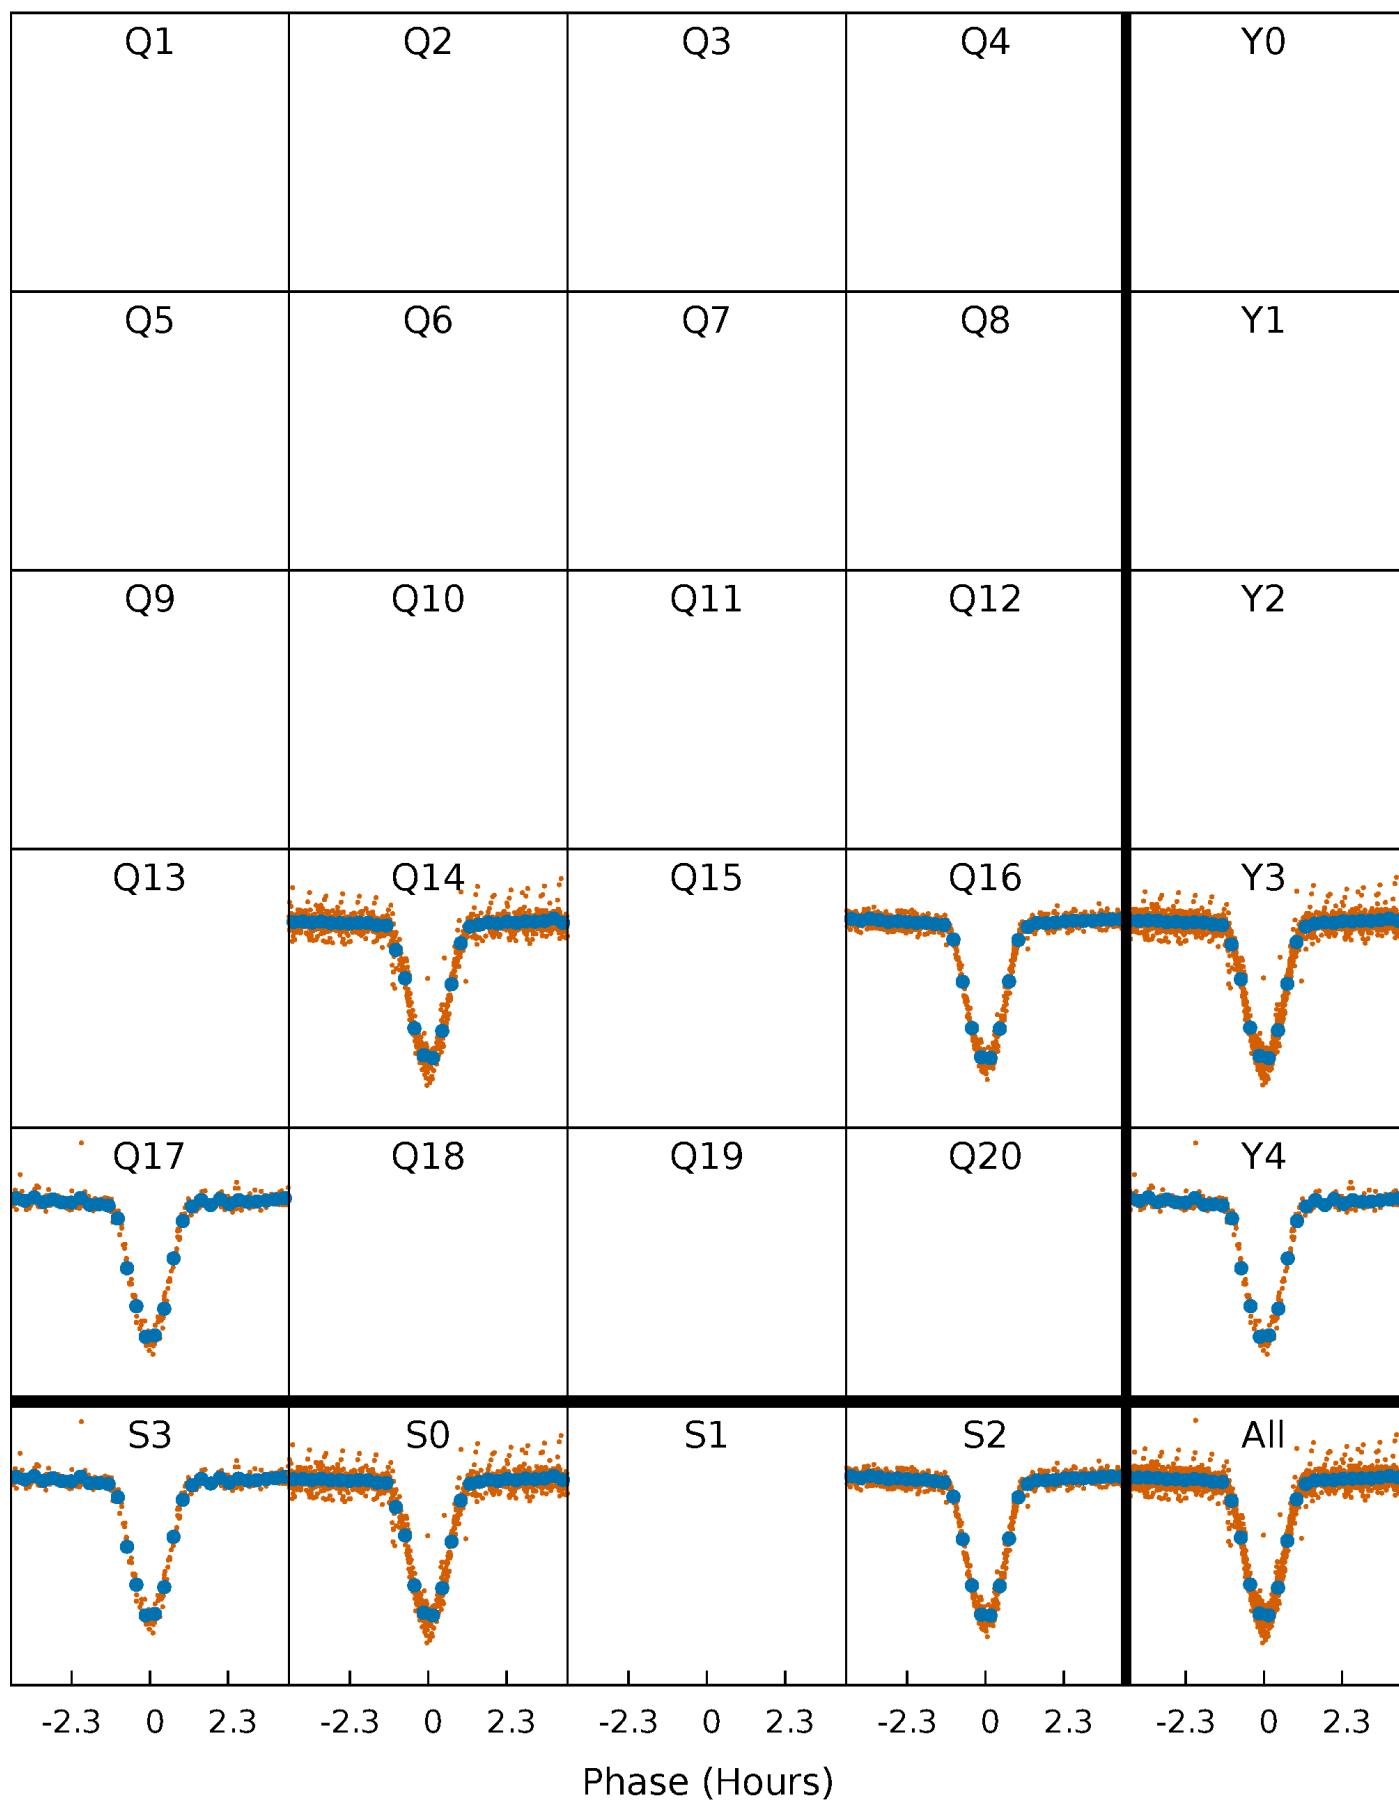 Q1 Q2 Q3 Q4 Y0
Q5 Q6 Q7 Q8 Y1
Q9 Q10 Q11 Q12 Y2
Q13 Q14 Q15 Q16 Y3
Q17 Q18 Q19 Q20 Y4
S3 S0 S1 S2 All
-2.3 0 2.3 -2.3 0 2.3 -2.3 0 2.3 -2.3 0 2.3 -2.3 0 2.3
Phase (Hours)